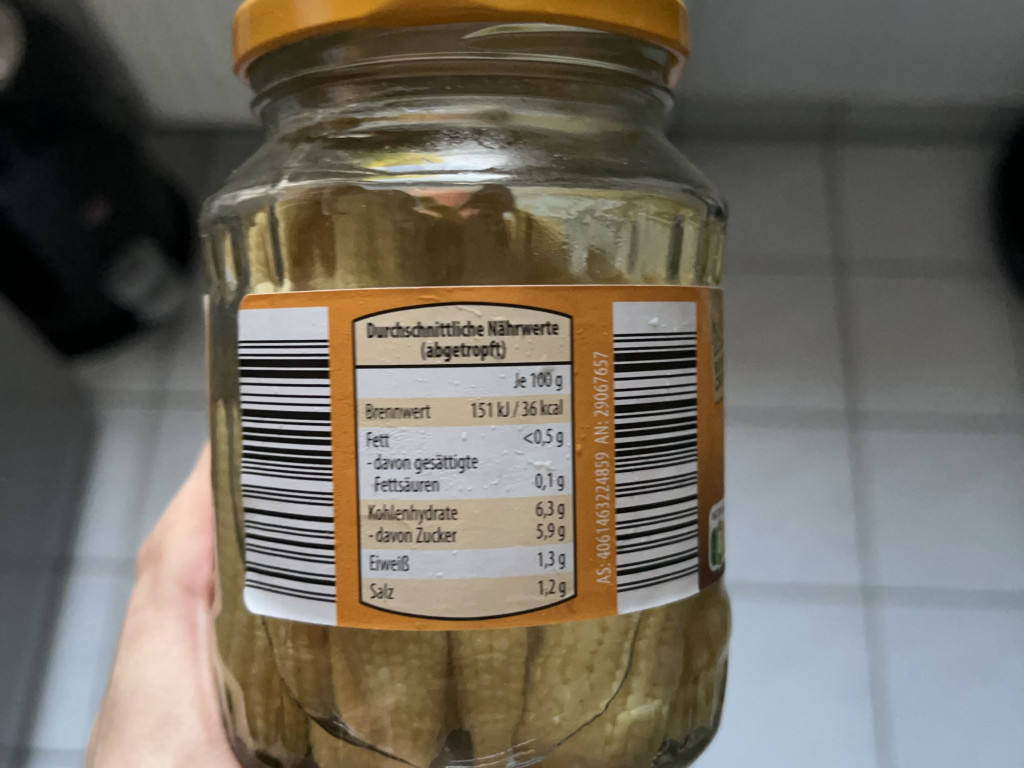 Durchschnittliche Nährwerte
(abgetropft)
Je 100 g
Brennwert 151 kJ / 36 kcal
Fett <0,5 g
- davon gesättigte
Fettsäuren 0,1 g
Kohlenhydrate 6,3 g
- davon Zucker 5,9 g
Eiweiß 1,3 g
Salz 1,2 g
AS: 4061463224859 AN: 29067657